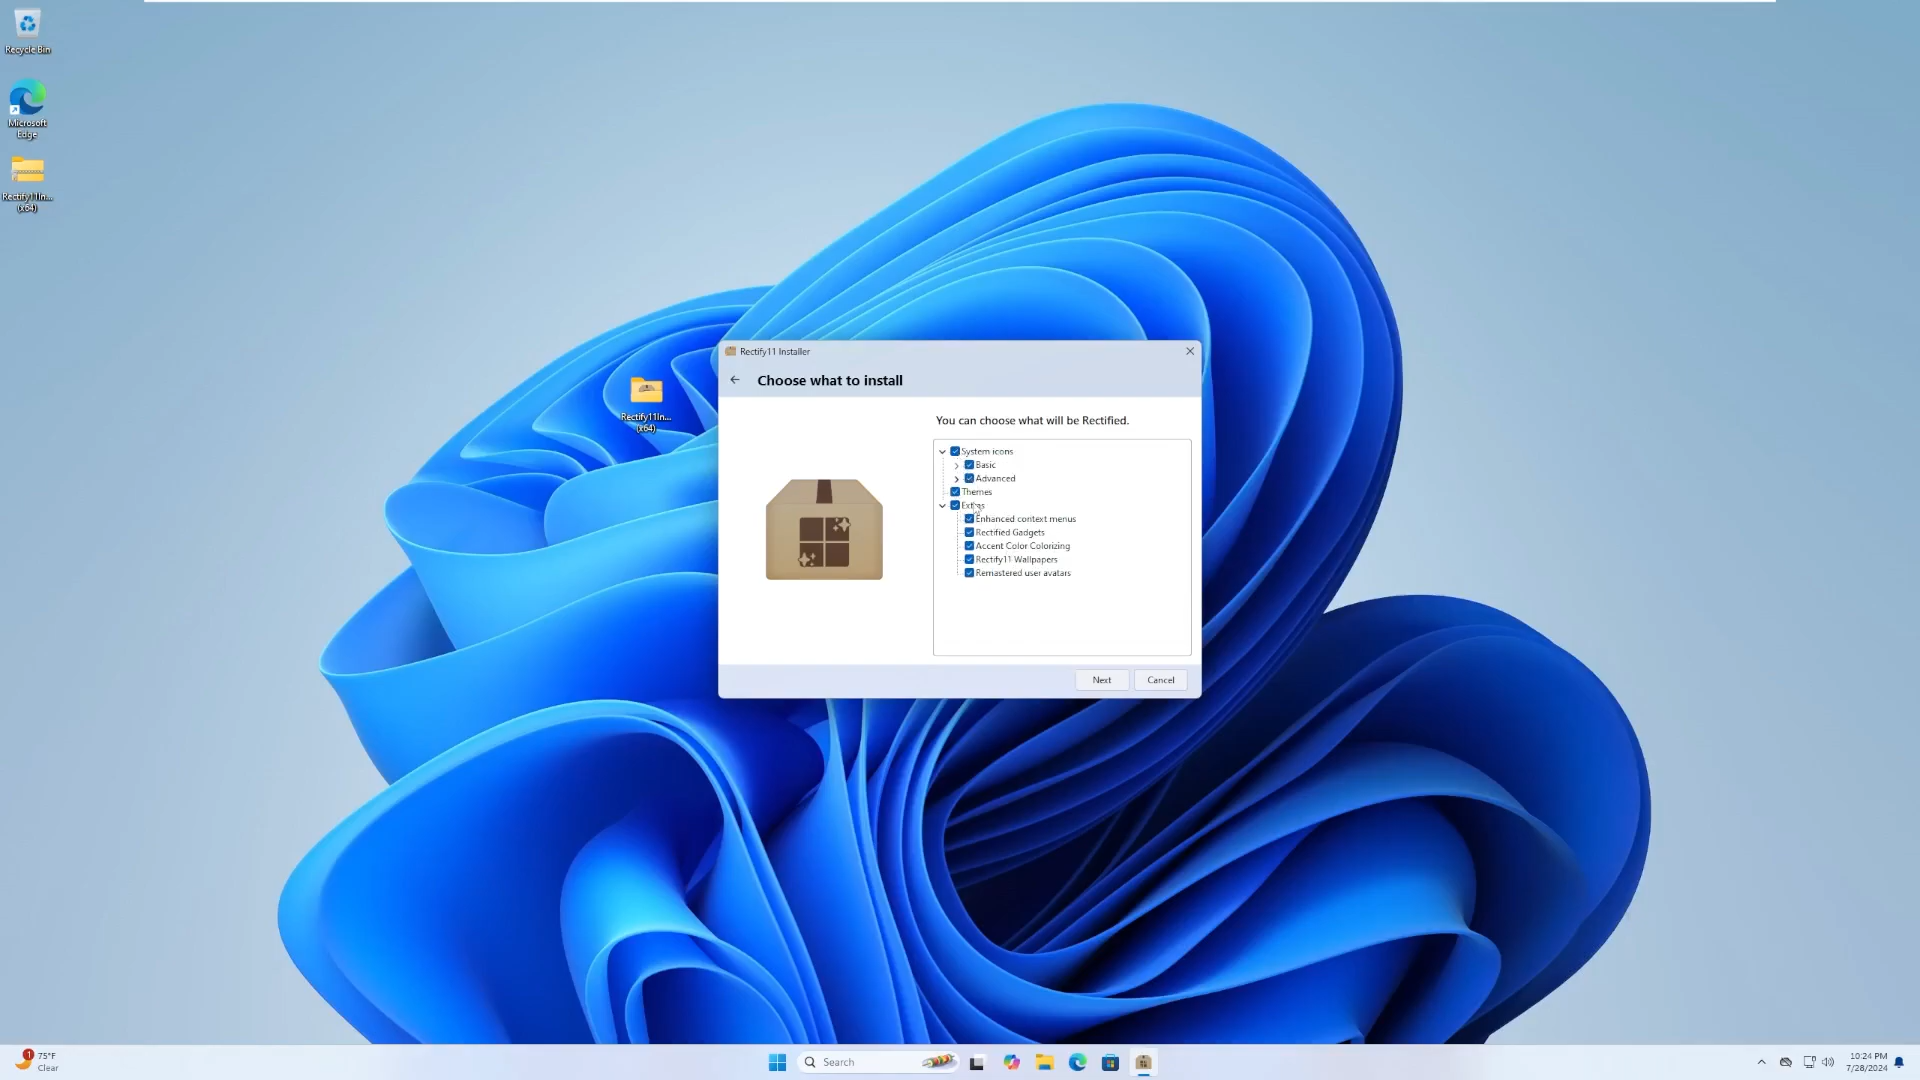 Recycle Bin
Microsoft
Edge
Rectify11In...
(x64)
Rectify11In...
(x64)
Rectify11 Installer
Choose what to install
You can choose what will be Rectified.
System icons
Basic
Advanced
Themes
Extras
Enhanced context menus
Rectified Gadgets
Accent Color Colorizing
Rectify11 Wallpapers
Remastered user avatars
Next
Cancel
1
75°F
Clear
Search
10:24 PM
7/28/2024